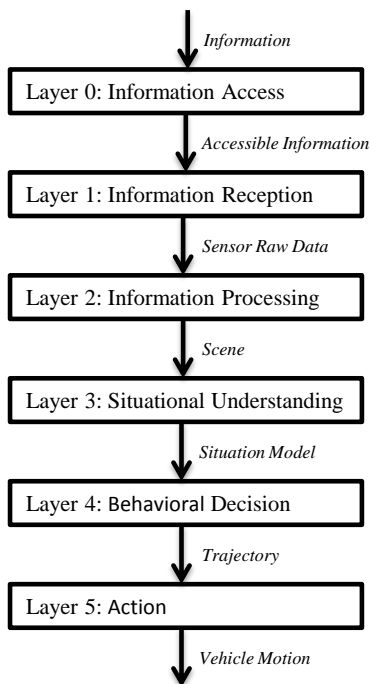 Information
Layer 0: Information Access
Accessible Information
Layer 1: Information Reception
Sensor Raw Data
Layer 2: Information Processing
Scene
Layer 3: Situational Understanding
Situation Model
Layer 4: Behavioral Decision
Trajectory
Layer 5: Action
Vehicle Motion